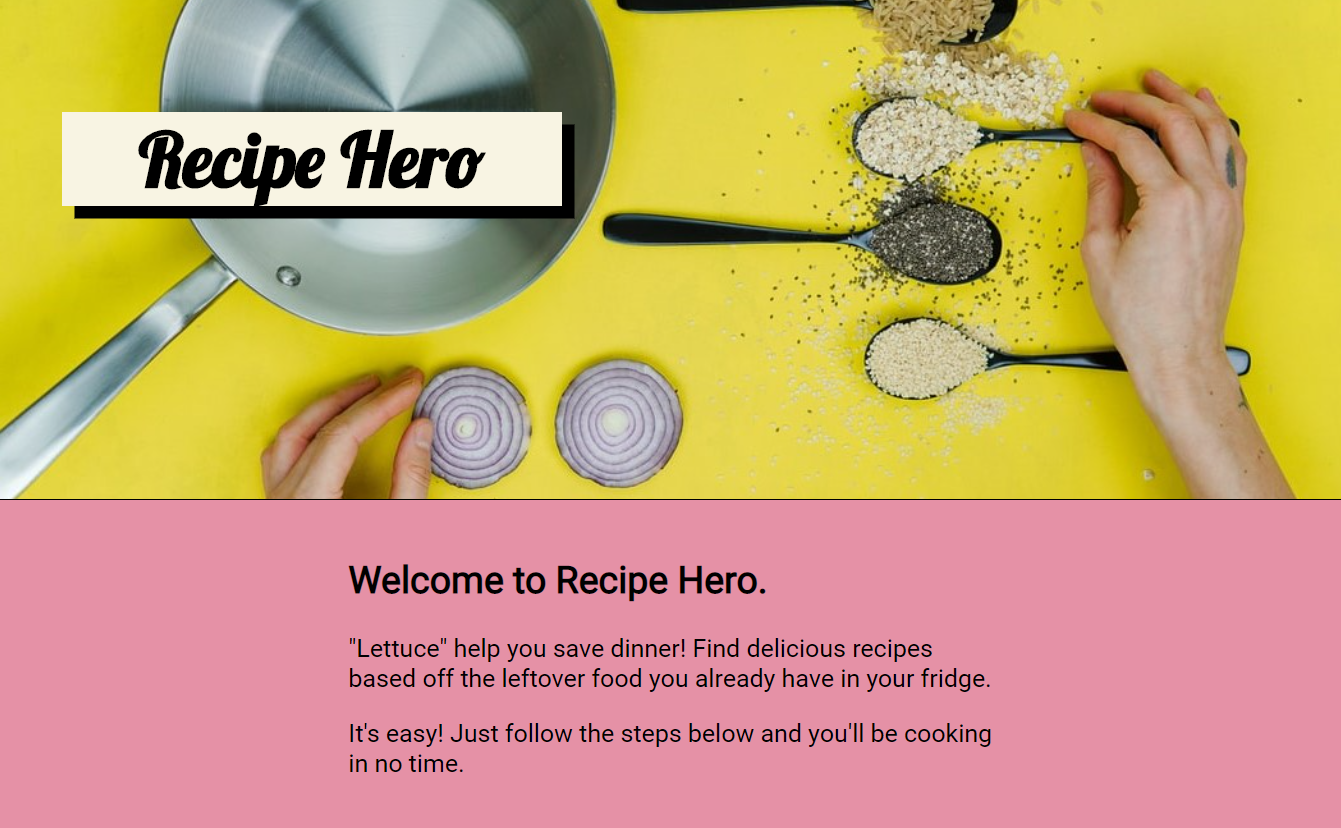 Recipe Hero
Welcome to Recipe Hero.
"Lettuce" help you save dinner! Find delicious recipes
based off the leftover food you already have in your fridge.
It's easy! Just follow the steps below and you'll be cooking
in no time.